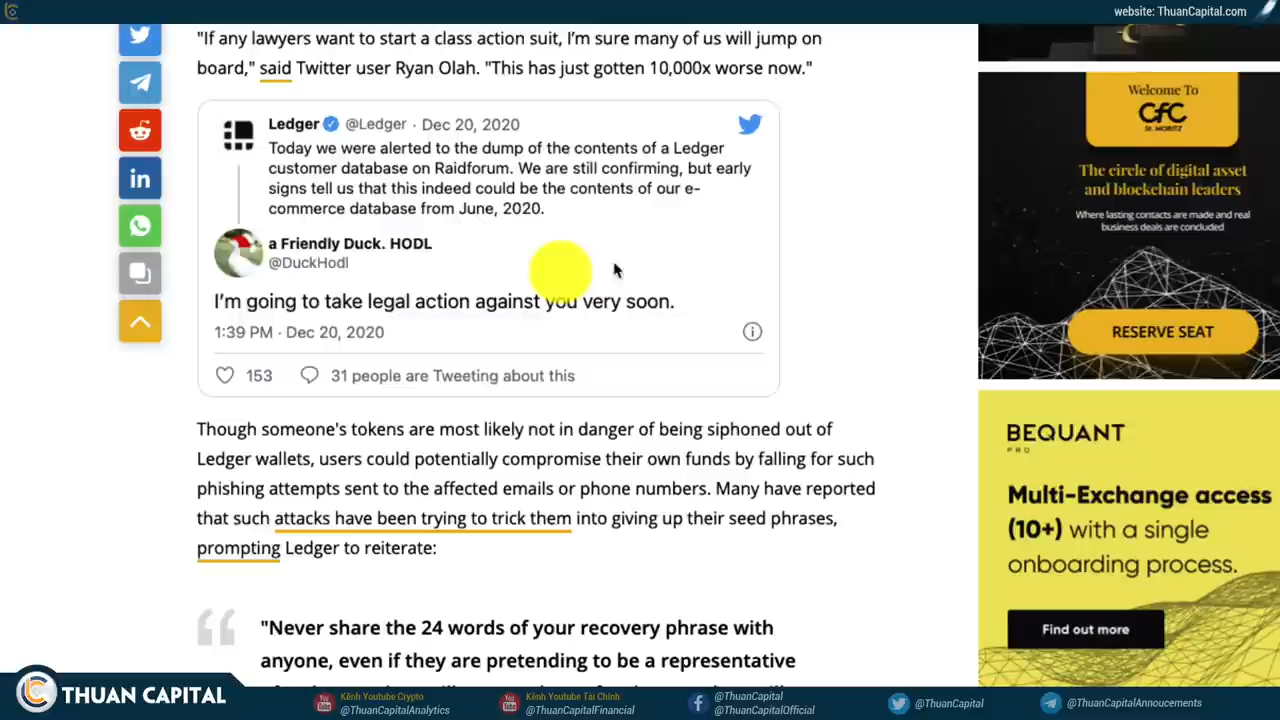 website: ThuanCapital.com
"If any lawyers want to start a class action suit, I'm sure many of us will jump on
board," said Twitter user Ryan Olah. "This has just gotten 10,000x worse now."
Ledger @Ledger · Dec 20, 2020
Today we were alerted to the dump of the contents of a Ledger
customer database on Raidforum. We are still confirming, but early
signs tell us that this indeed could be the contents of our e-
commerce database from June, 2020.
a Friendly Duck. HODL
@DuckHodl
I'm going to take legal action against you very soon.
1:39 PM · Dec 20, 2020
153
31 people are Tweeting about this
Though someone's tokens are most likely not in danger of being siphoned out of
Ledger wallets, users could potentially compromise their own funds by falling for such
phishing attempts sent to the affected emails or phone numbers. Many have reported
that such attacks have been trying to trick them into giving up their seed phrases,
prompting Ledger to reiterate:
"Never share the 24 words of your recovery phrase with
anyone, even if they are pretending to be a representative
in
Welcome To
CfC
St. MORITZ
The circle of digital asset
and blockchain leaders
Where lasting contacts are made and real
business deals are concluded
RESERVE SEAT
BEQUANT
PRO
Multi-Exchange access
(10+) with a single
onboarding process.
Find out more
THUAN CAPITAL
Kênh Youtube Crypto
@ThuanCapitalAnalytics
Kênh Youtube Tài Chính
@ThuanCapitalFinancial
@ThuanCapital
@ThuanCapitalOfficial
@ThuanCapital
@ThuanCapitalAnnoucements